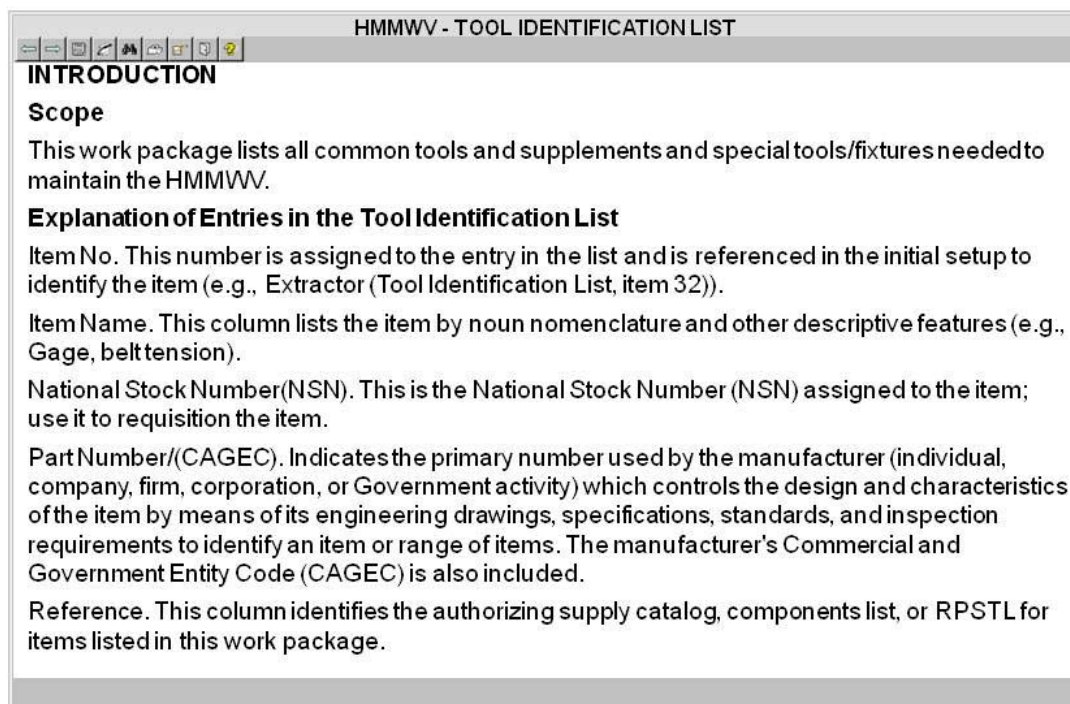 HMMWV - TOOL IDENTIFICATION LIST
INTRODUCTION
Scope
This work package lists all common tools and supplements and special tools/fixtures needed to
maintain the HMMWV.
Explanation of Entries in the Tool Identification List
Item No. This number is assigned to the entry in the list and is referenced in the initial setup to
identify the item (e.g., Extractor (Tool Identification List, item 32)).
Item Name. This column lists the item by noun nomenclature and other descriptive features (e.g.,
Gage, belt tension).
National Stock Number(NSN). This is the National Stock Number (NSN) assigned to the item;
use it to requisition the item.
Part Number/(CAGEC). Indicates the primary number used by the manufacturer (individual,
company, firm, corporation, or Government activity) which controls the design and characteristics
of the item by means of its engineering drawings, specifications, standards, and inspection
requirements to identify an item or range of items. The manufacturer's Commercial and
Government Entity Code (CAGEC) is also included.
Reference. This column identifies the authorizing supply catalog, components list, or RPSTL for
items listed in this work package.